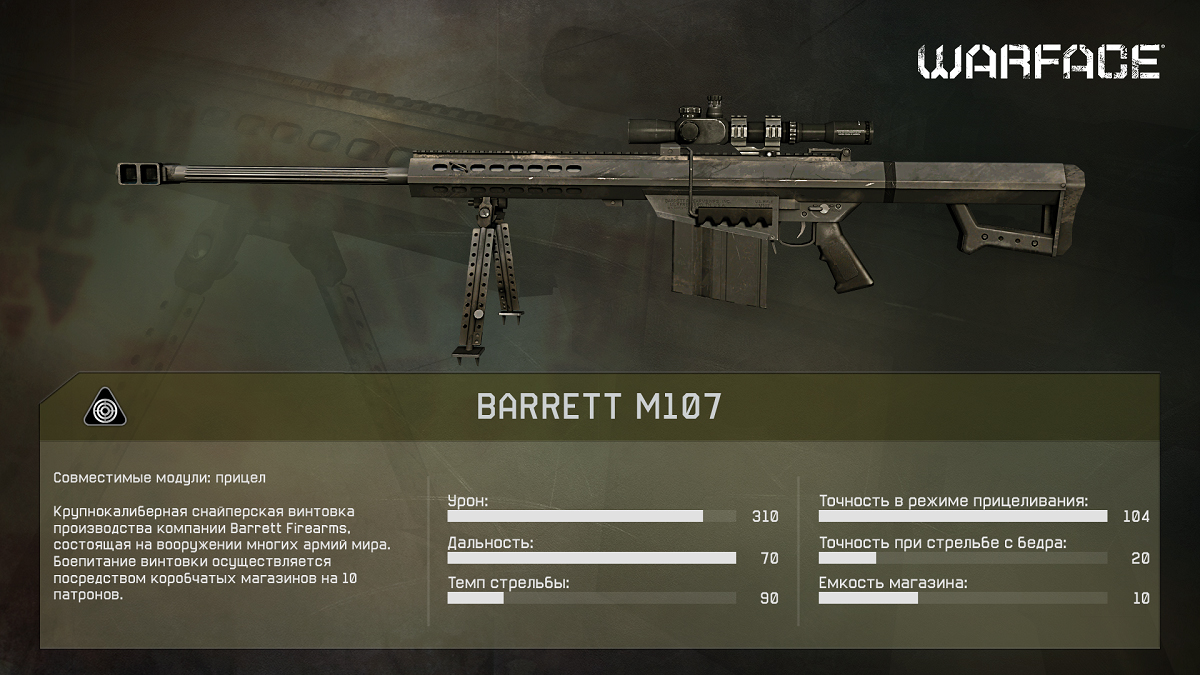 WARFACE
BARRETT M107
Совместимые модули: прицел
Крупнокалиберная снайперская винтовка
производства компании Barrett Firearms,
состоящая на вооружении многих армий мира.
Боепитание винтовки осуществляется
посредством коробчатых магазинов на 10
патронов.
Урон:
310
Дальность:
70
Темп стрельбы:
90
Точность в режиме прицеливания:
104
Точность при стрельбе с бедра:
20
Емкость магазина:
10